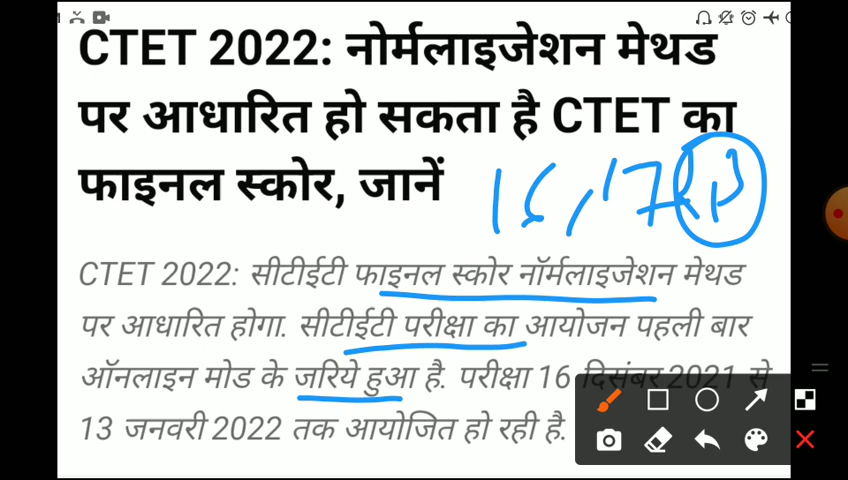 CTET 2022: नोर्मलाइजेशन मेथड
पर आधारित हो सकता है CTET का
फाइनल स्कोर, जानें
16, 17
CTET 2022: सीटीईटी फाइनल स्कोर नॉर्मलाइजेशन मेथड
पर आधारित होगा. सीटीईटी परीक्षा का आयोजन पहली बार
ऑनलाइन मोड के जरिये हुआ है. परीक्षा 16 दिसंबर 2021 से
13 जनवरी 2022 तक आयोजित हो रही है.